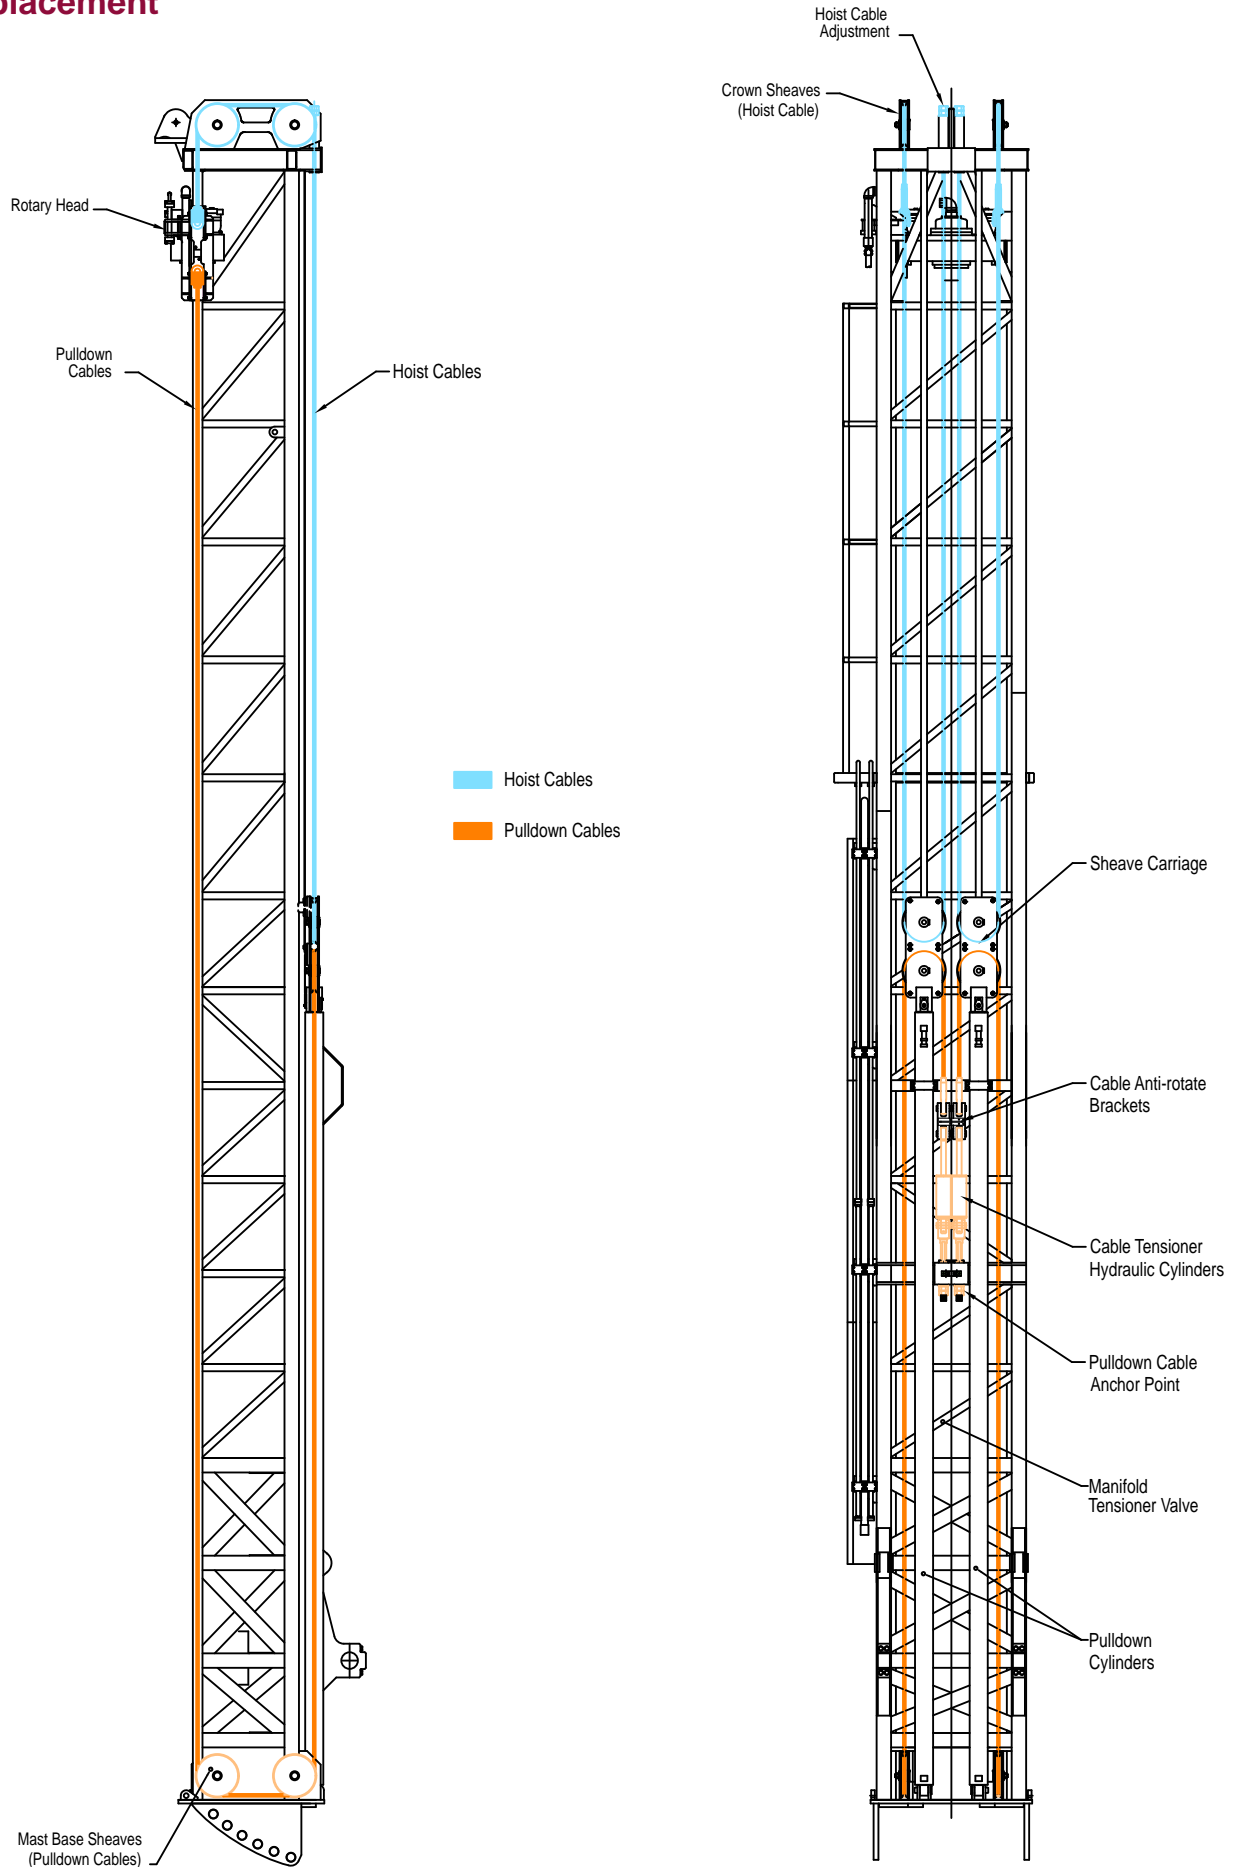 Hoist Cable
Adjustment
Crown Sheaves
(Hoist Cable)
Rotary Head
Pulldown
Cables
Hoist Cables
Hoist Cables
Pulldown Cables
Sheave Carriage
Cable Anti-rotate
Brackets
Cable Tensioner
Hydraulic Cylinders
Pulldown Cable
Anchor Point
Manifold
Tensioner Valve
Pulldown
Cylinders
Mast Base Sheaves
(Pulldown Cables)